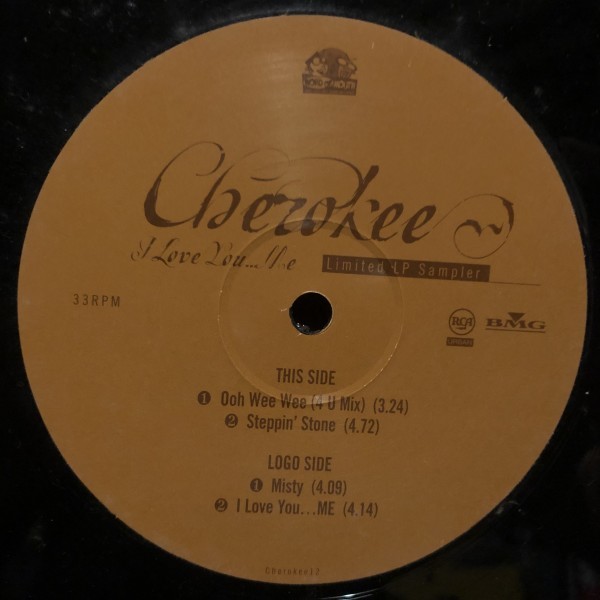 Cherokee
I Love You...Me
Limited LP Sampler
33RPM
RCA
BMG
THIS SIDE
❶ Ooh Wee Wee (4 U Mix) (3.24)
❷ Steppin' Stone (4.72)
LOGO SIDE
❶ Misty (4.09)
❷ I Love You...ME (4.14)
Cherokee12